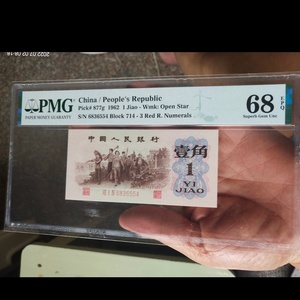 PMG
PAPER MONEY GUARANTY
China / People's Republic
Pick# 877g 1962 1 Jiao - Wmk: Open Star
S/N 6836554 Block 714 - 3 Red R. Numerals
68 EPQ
Superb Gem Unc
中国人民银行
壹角
1
YI
JIAO
6836554